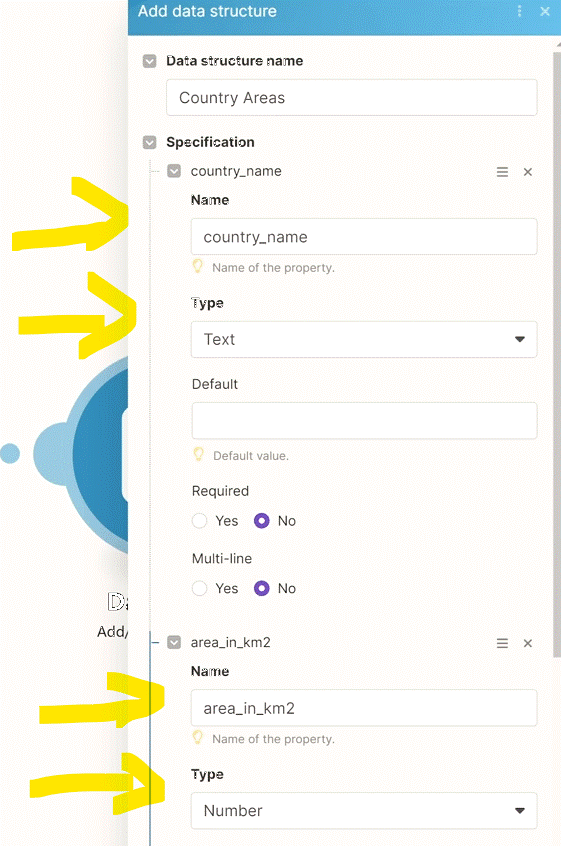 Add data structure
Data structure name
Country Areas
Specification
country_name
Name
country_name
Name of the property.
Type
Text
Default
Default value.
Required
Yes No
Multi-line
Yes No
Add/
area_in_km2
Name
area_in_km2
Name of the property.
Type
Number